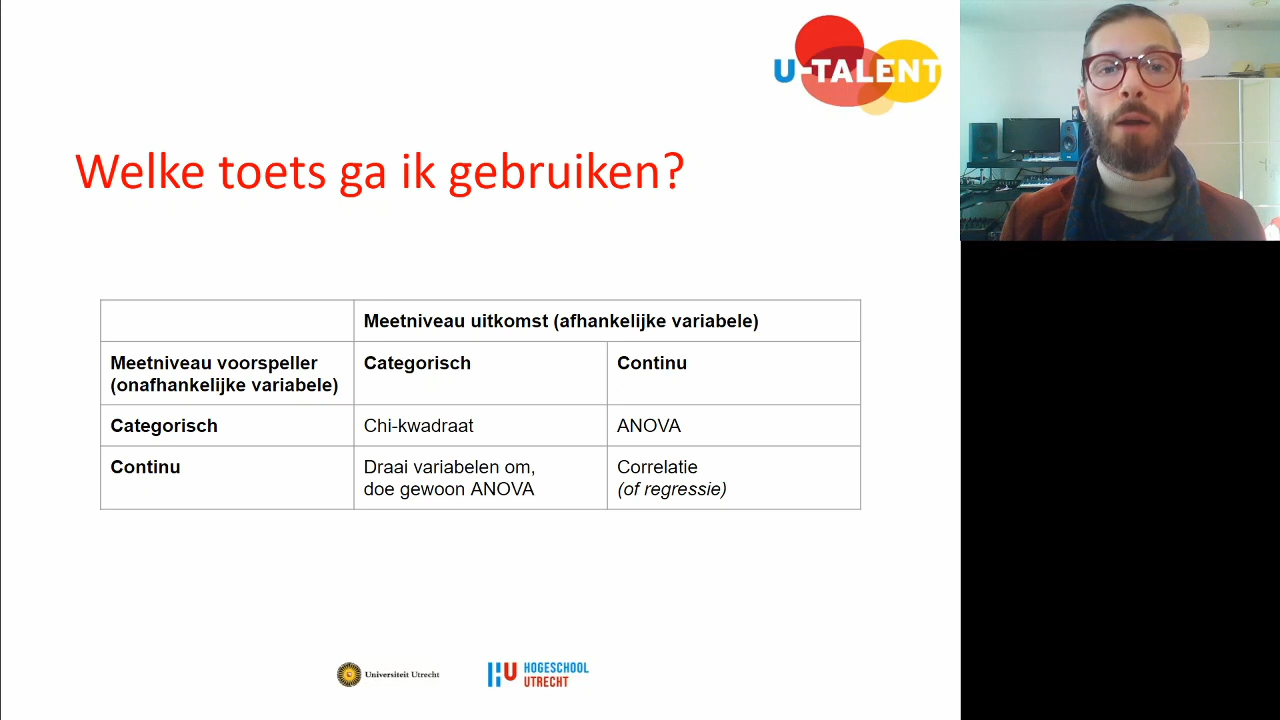 U-TALENT
Welke toets ga ik gebruiken?
Meetniveau uitkomst (afhankelijke variabele)
Meetniveau voorspeller
(onafhankelijke variabele)
Categorisch
Continu
Categorisch
Chi-kwadraat
ANOVA
Continu
Draai variabelen om,
doe gewoon ANOVA
Correlatie
(of regressie)
Universiteit Utrecht
HU HOGESCHOOL
UTRECHT